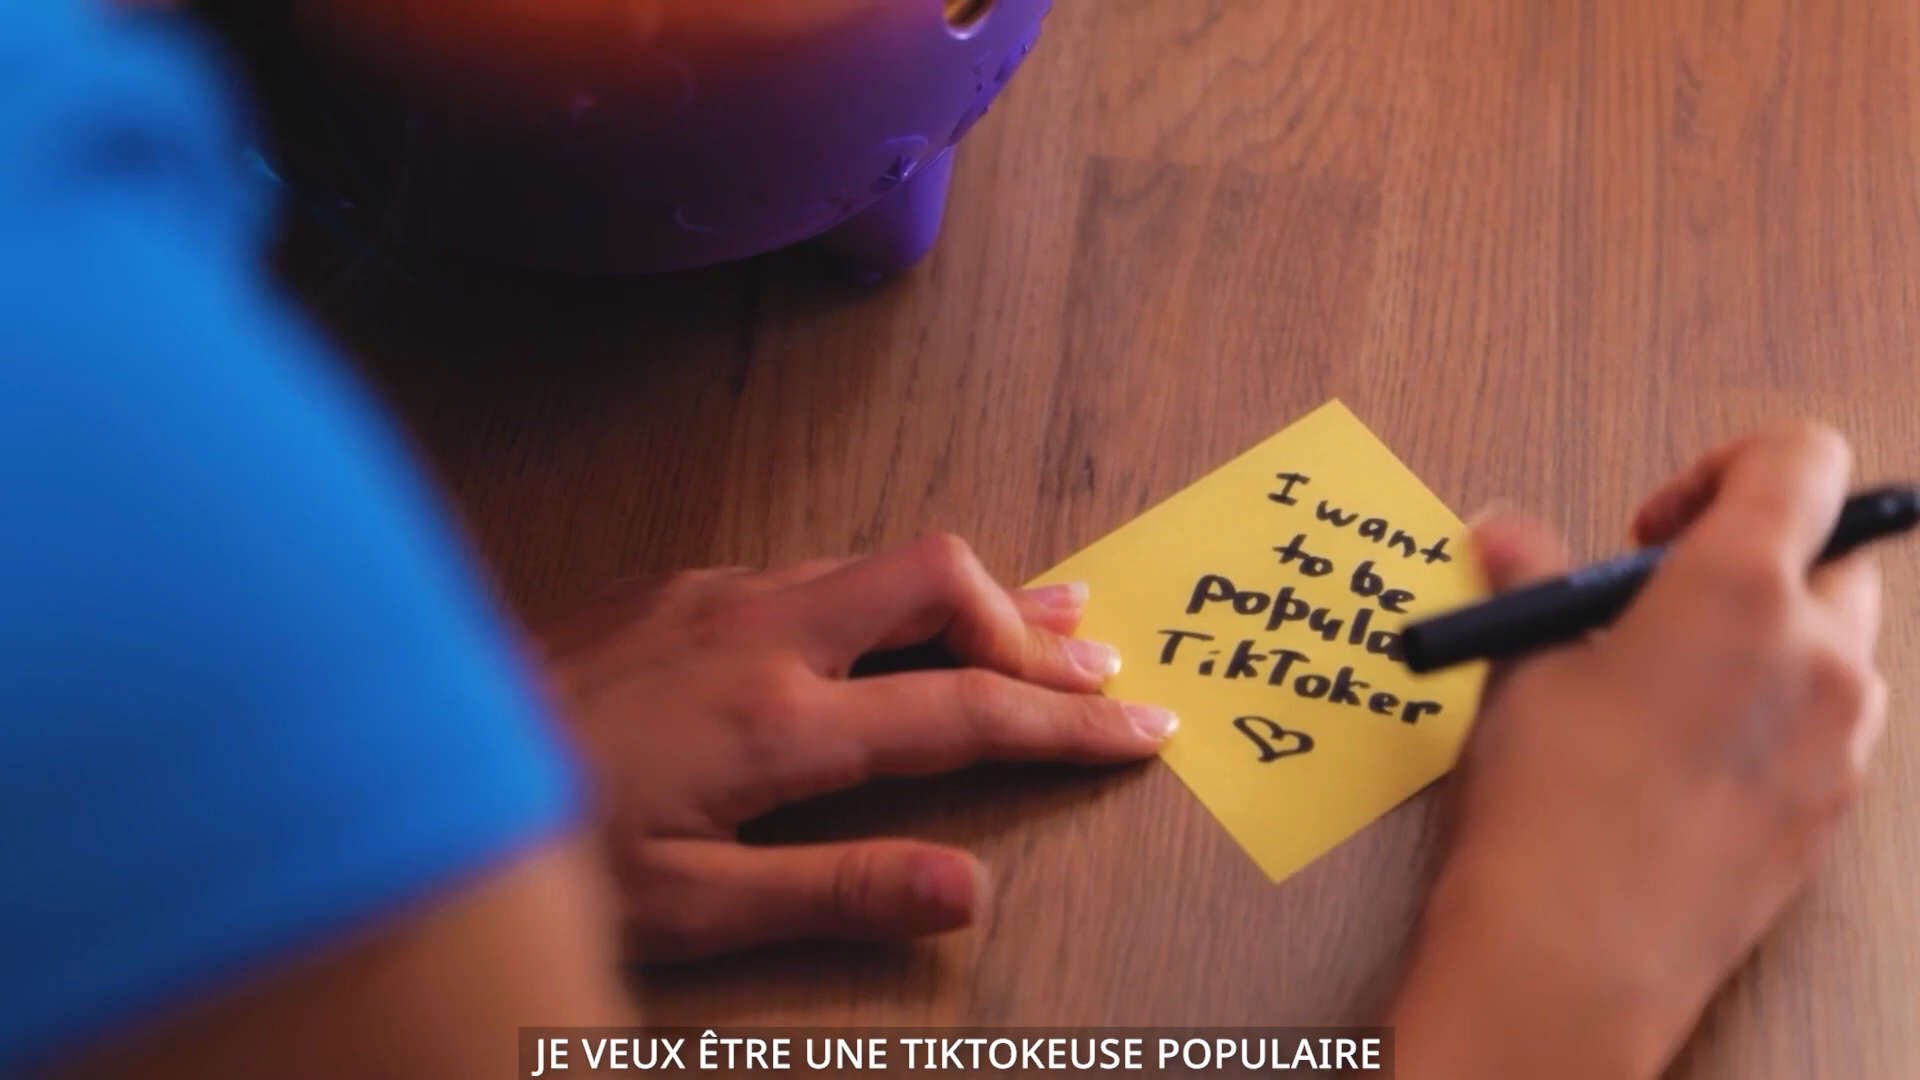 I want
to be
popula
TikToker
JE VEUX ÊTRE UNE TIKTOKEUSE POPULAIRE